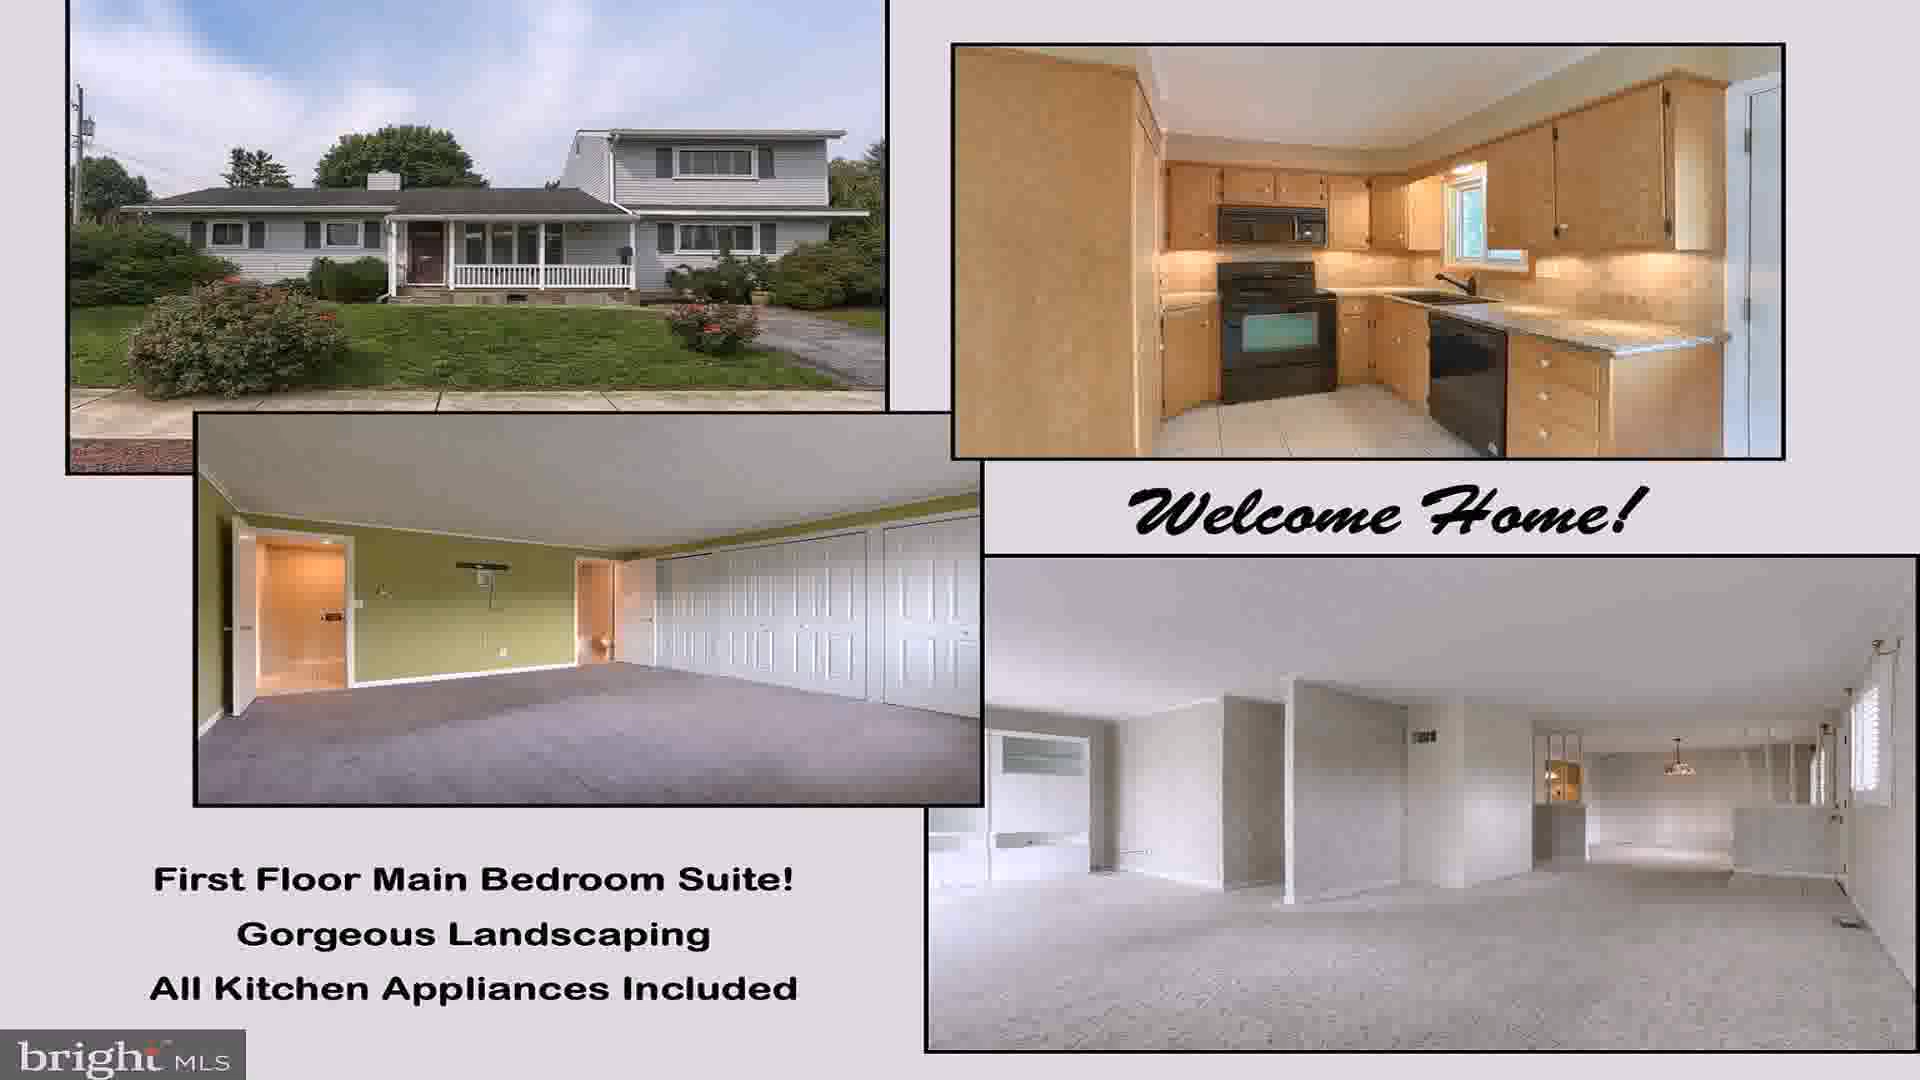 Welcome Home!
First Floor Main Bedroom Suite!
Gorgeous Landscaping
All Kitchen Appliances Included
bright MLS